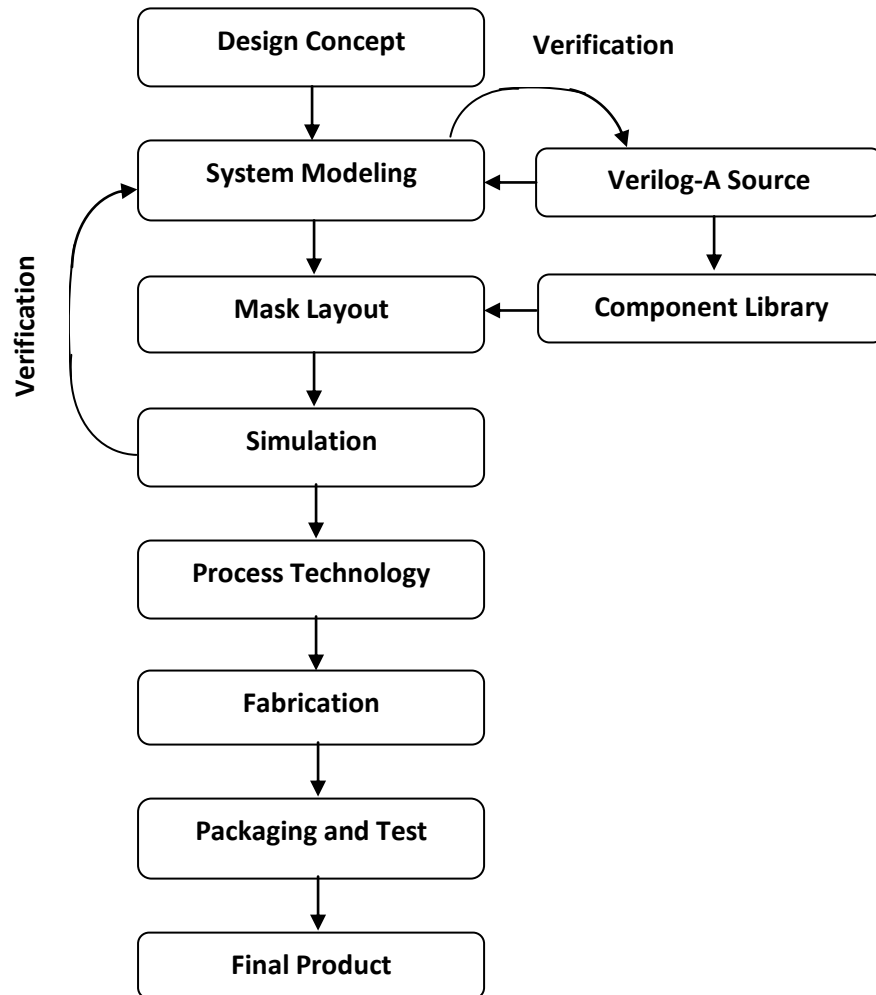 Design Concept
Verification
System Modeling
Verilog-A Source
Mask Layout
Component Library
Verification
Simulation
Process Technology
Fabrication
Packaging and Test
Final Product